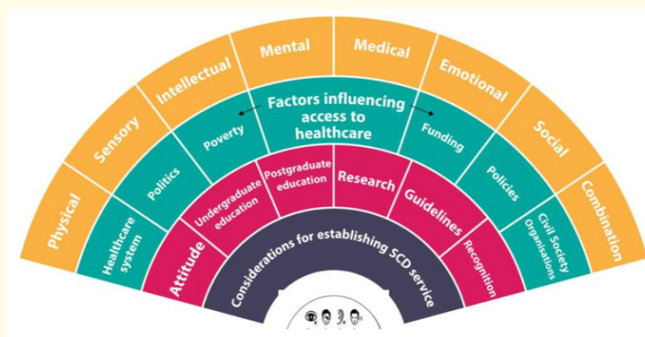 Physical
Sensory
Intellectual
Mental
Medical
Emotional
Social
Combination
Healthcare
system
Politics
Poverty
Factors influencing
access to
healthcare
Funding
Policies
Civil Society
Organisations
Attitude
Undergraduate
education
Postgraduate
education
Research
Guidelines
Recognition
Considerations for establishing SCD service